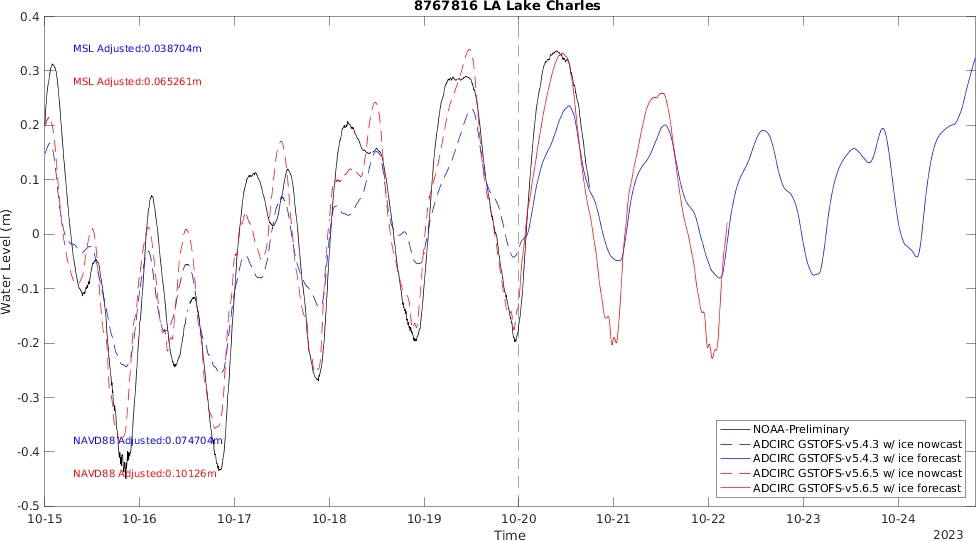 8767816 LA Lake Charles
0.4
0.3
0.2
0.1
0
-0.1
-0.2
-0.3
-0.4
-0.5
Water Level (m)
MSL Adjusted:0.038704m
MSL Adjusted:0.065261m
NAVD88 Adjusted:0.074704m
NAVD88 Adjusted:0.10126m
NOAA-Preliminary
ADCIRC GSTOFS-v5.4.3 w/ ice nowcast
ADCIRC GSTOFS-v5.4.3 w/ ice forecast
ADCIRC GSTOFS-v5.6.5 w/ ice nowcast
ADCIRC GSTOFS-v5.6.5 w/ ice forecast
10-15 10-16 10-17 10-18 10-19 10-20 10-21 10-22 10-23 10-24
Time
2023